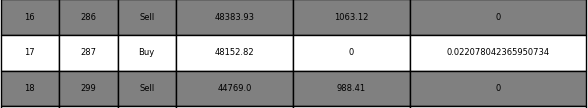 16 286 Sell 48383.93 1063.12 0
17 287 Buy 48152.82 0 0.022078042365950734
18 299 Sell 44769.0 988.41 0